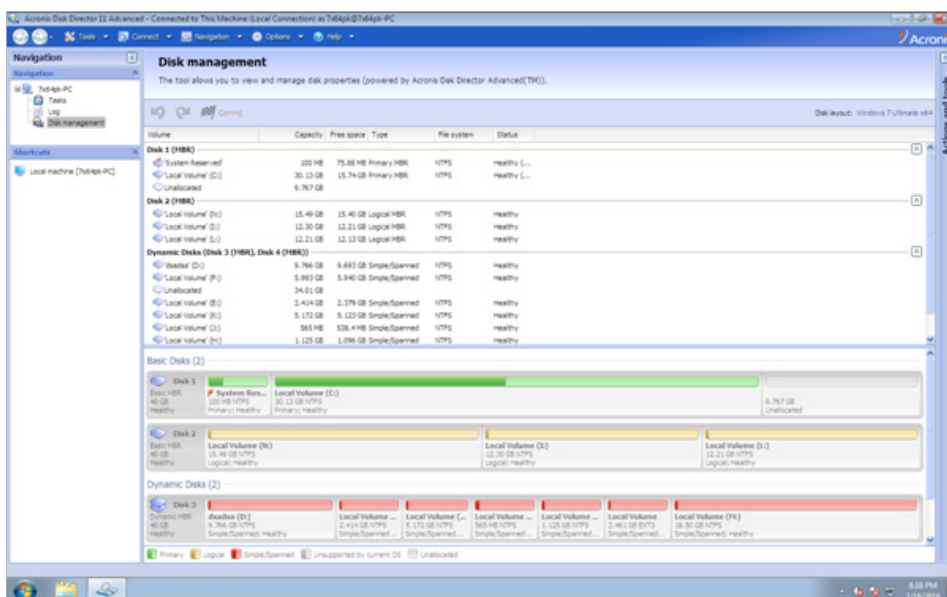 Acronis Disk Director 11 Advanced - Connected to This Machine (Local Connection) as 7x64pk@7x64pk-PC
Tools Connect Navigation Options Help Acroni
Navigation
Navigation
7x64pk-PC
Tasks
Log
Disk management
Shortcuts
Local machine [7x64pk-PC]
Disk management
The tool allows you to view and manage disk properties (powered by Acronis Disk Director Advanced(TM)).
Commit
Disk layout: Windows 7 Ultimate x64
Actions and tools
Volume Capacity Free space Type File system Status
Disk 1 (MBR)
'System Reserved' 100 MB 75.88 MB Primary MBR NTFS Healthy (...
'Local Volume' (C:) 30.13 GB 15.74 GB Primary MBR NTFS Healthy (...
Unallocated 9.767 GB
Disk 2 (MBR)
'Local Volume' (N:) 15.49 GB 15.40 GB Logical MBR NTFS Healthy
'Local Volume' (I:) 12.30 GB 12.21 GB Logical MBR NTFS Healthy
'Local Volume' (L:) 12.21 GB 12.13 GB Logical MBR NTFS Healthy
Dynamic Disks (Disk 3 (MBR), Disk 4 (MBR))
'dsadsa' (D:) 9.766 GB 9.693 GB Simple/Spanned NTFS Healthy
'Local Volume' (F:) 5.993 GB 5.940 GB Simple/Spanned NTFS Healthy
Unallocated 34.01 GB
'Local Volume' (E:) 2.414 GB 2.379 GB Simple/Spanned NTFS Healthy
'Local Volume' (K:) 5.172 GB 5.123 GB Simple/Spanned NTFS Healthy
'Local Volume' (J:) 565 MB 538.4 MB Simple/Spanned NTFS Healthy
'Local Volume' (H:) 1.125 GB 1.096 GB Simple/Spanned NTFS Healthy
Basic Disks (2)
Disk 1 System Res... Local Volume (C:)
Basic MBR 100 MB NTFS 30.13 GB NTFS 9.767 GB
40 GB Primary; Healthy Primary; Healthy Unallocated
Healthy
Disk 2
Basic MBR Local Volume (N:) Local Volume (I:) Local Volume (L:)
40 GB 15.49 GB NTFS 12.30 GB NTFS 12.21 GB NTFS
Healthy Logical; Healthy Logical; Healthy Logical; Healthy
Dynamic Disks (2)
Disk 3
Dynamic MBR dsadsa (D:) Local Volume ... Local Volume (... Local Volume ... Local Volume ... Local Volume Local Volume (M:)
40 GB 9.766 GB NTFS 2.414 GB NTFS 5.172 GB NTFS 565 MB NTFS 1.125 GB NTFS 2.461 GB EXT3 18.50 GB NTFS
Healthy Simple/Spanned; Healthy Simple/Spanned... Simple/Spanned... Simple/Spanned... Simple/Spanned... Simple/Spanned... Simple/Spanned; Healthy
Primary Logical Simple/Spanned Unsupported by current OS Unallocated
6:18 PM